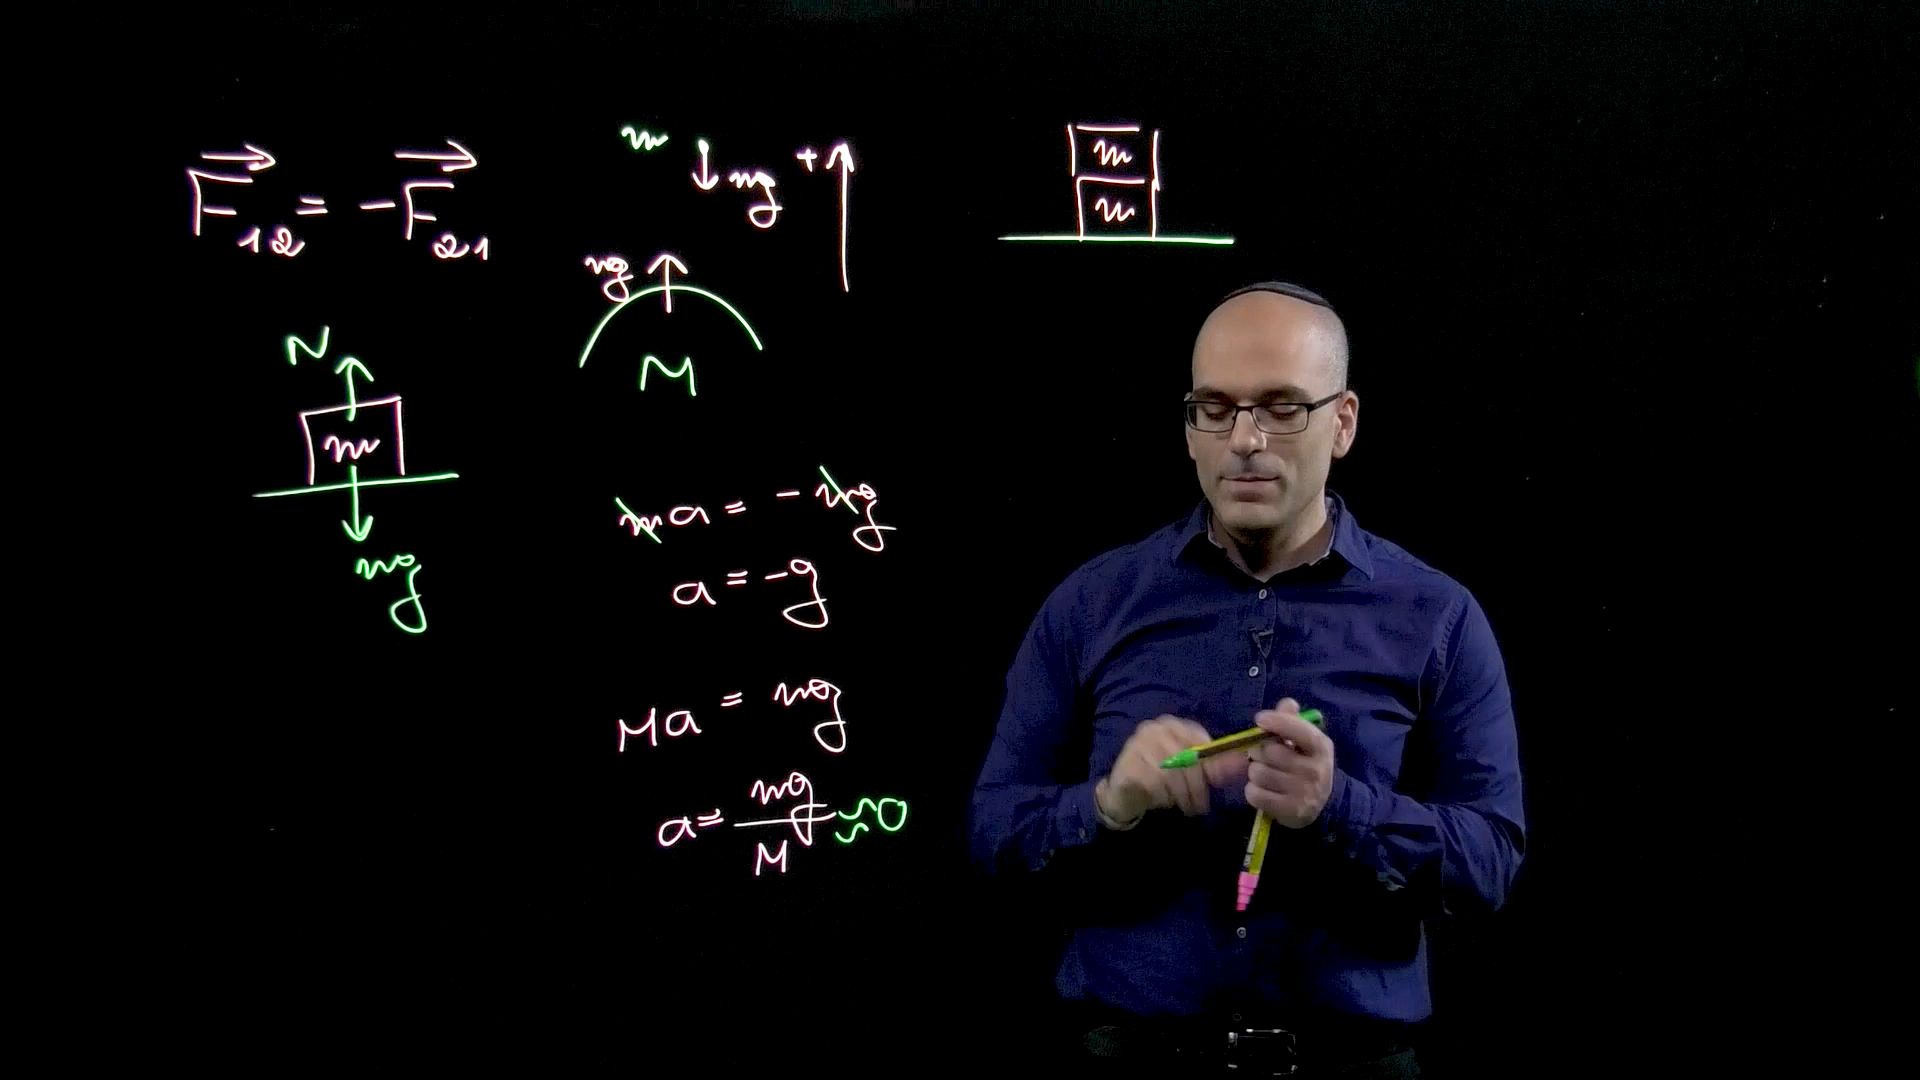 F₁₂ = -F₂₁
N
m
mg
m
mg
+
mg
M
ma = -mg
a = -g
Ma = mg
a = mg/M ≈ 0
m
m